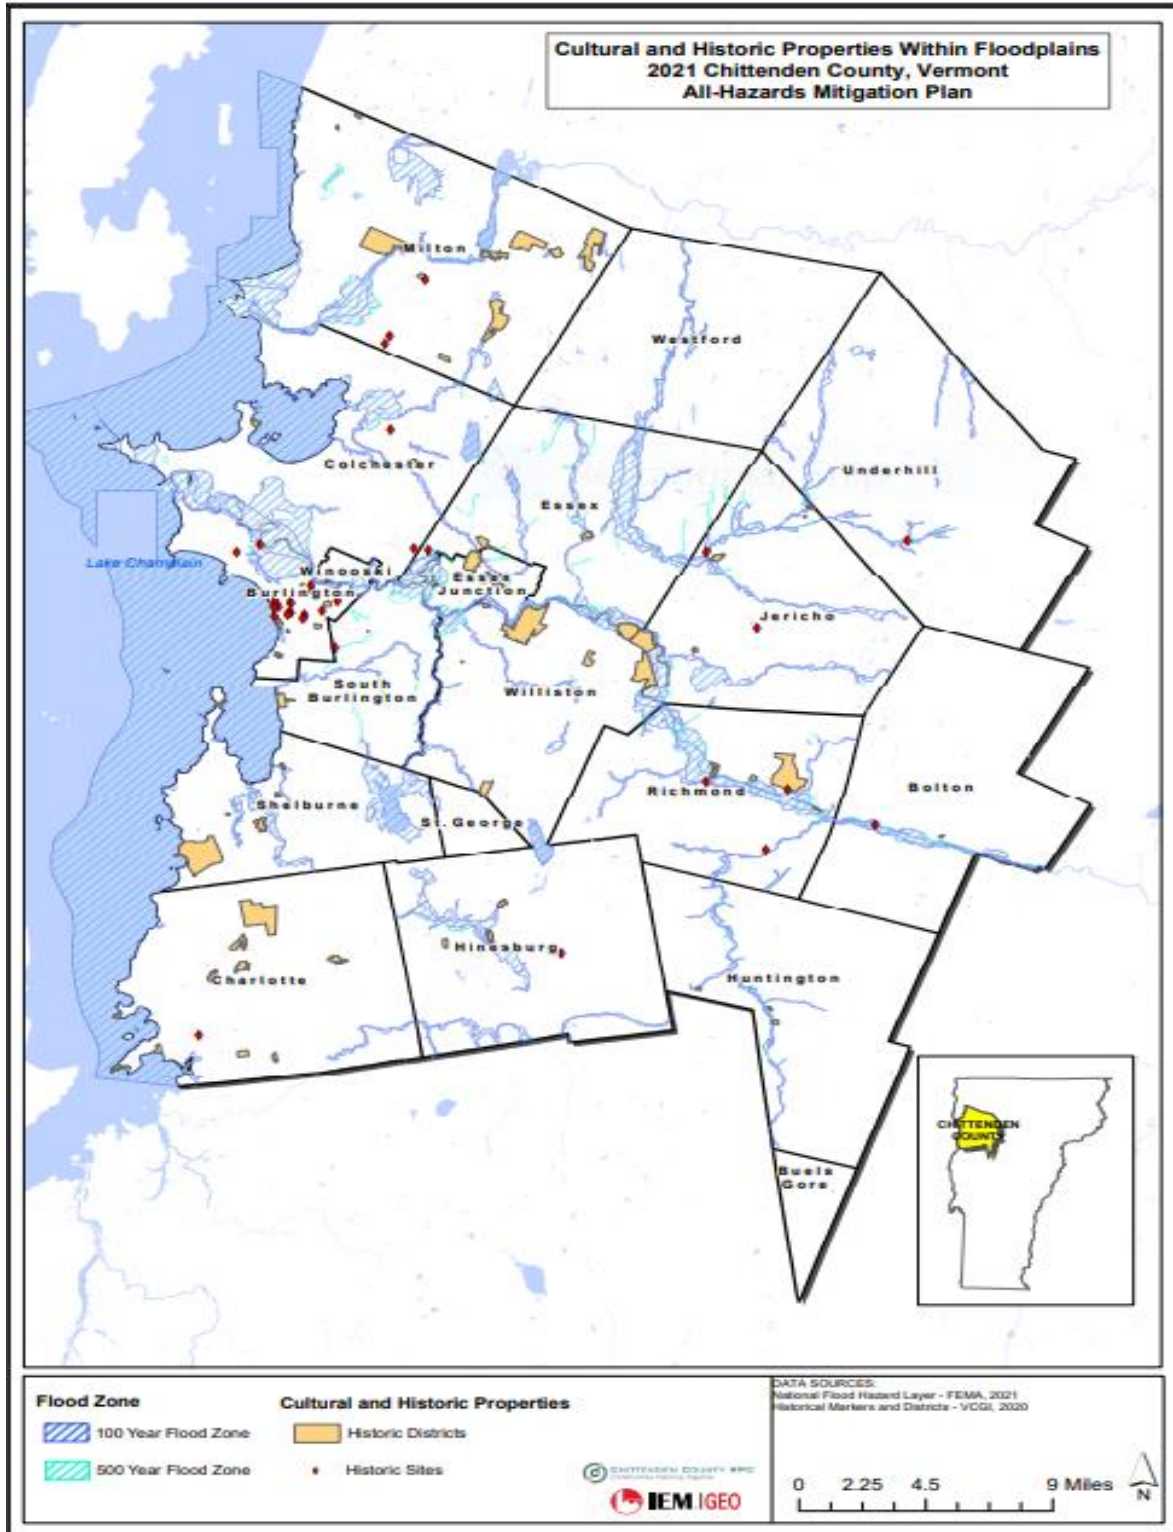 Cultural and Historic Properties Within Floodplains
2021 Chittenden County, Vermont
All-Hazards Mitigation Plan
Milton
Westford
Underhill
Colchester
Essex
Lake Champlain
Winooski
Burlington
Essex
Junction
Jericho
South
Burlington
Williston
Bolton
Richmond
Shelburne
St. George
Hinesburg
Charlotte
Huntington
Buels
Gore
CHITTENDEN
COUNTY
Flood Zone
100 Year Flood Zone
500 Year Flood Zone
Cultural and Historic Properties
Historic Districts
Historic Sites
CHITTENDEN COUNTY RPC
IEM IGEO
DATA SOURCES:
National Flood Hazard Layer - FEMA, 2021
Historical Markers and Districts - VCGI, 2020
0 2.25 4.5 9 Miles
N